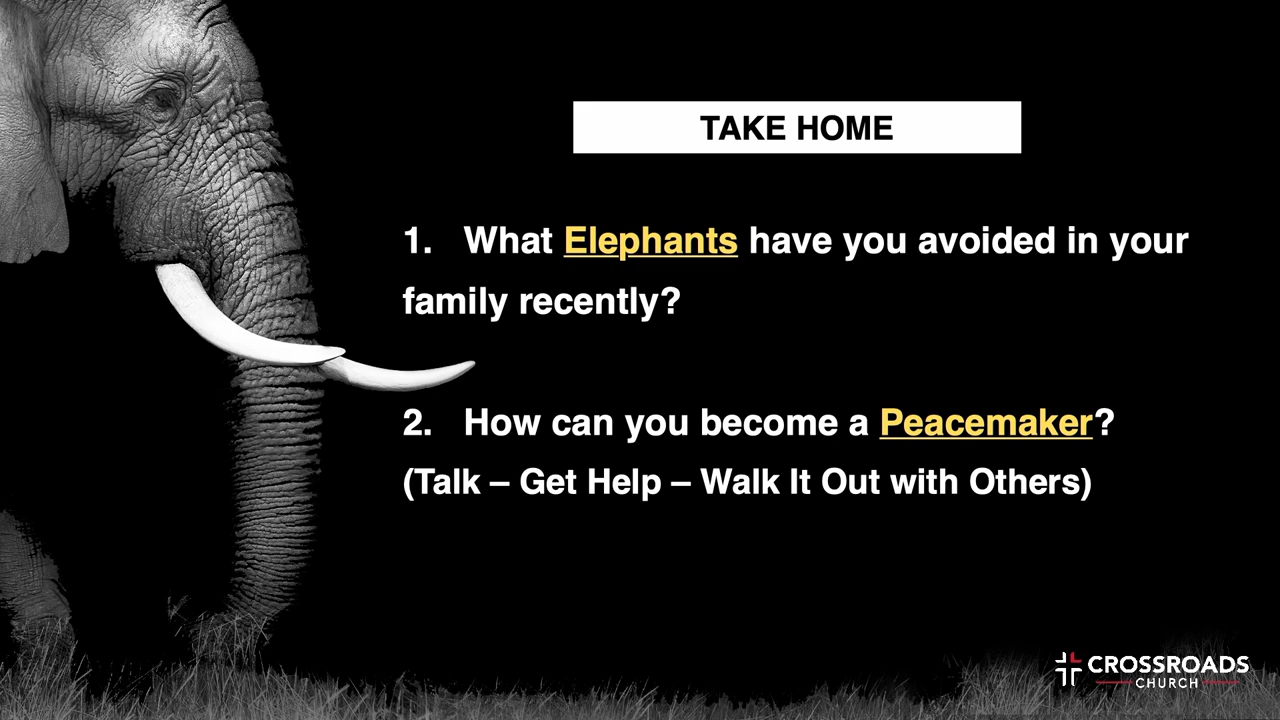 TAKE HOME
1. What Elephants have you avoided in your
family recently?
2. How can you become a Peacemaker?
(Talk – Get Help – Walk It Out with Others)
CROSSROADS
CHURCH